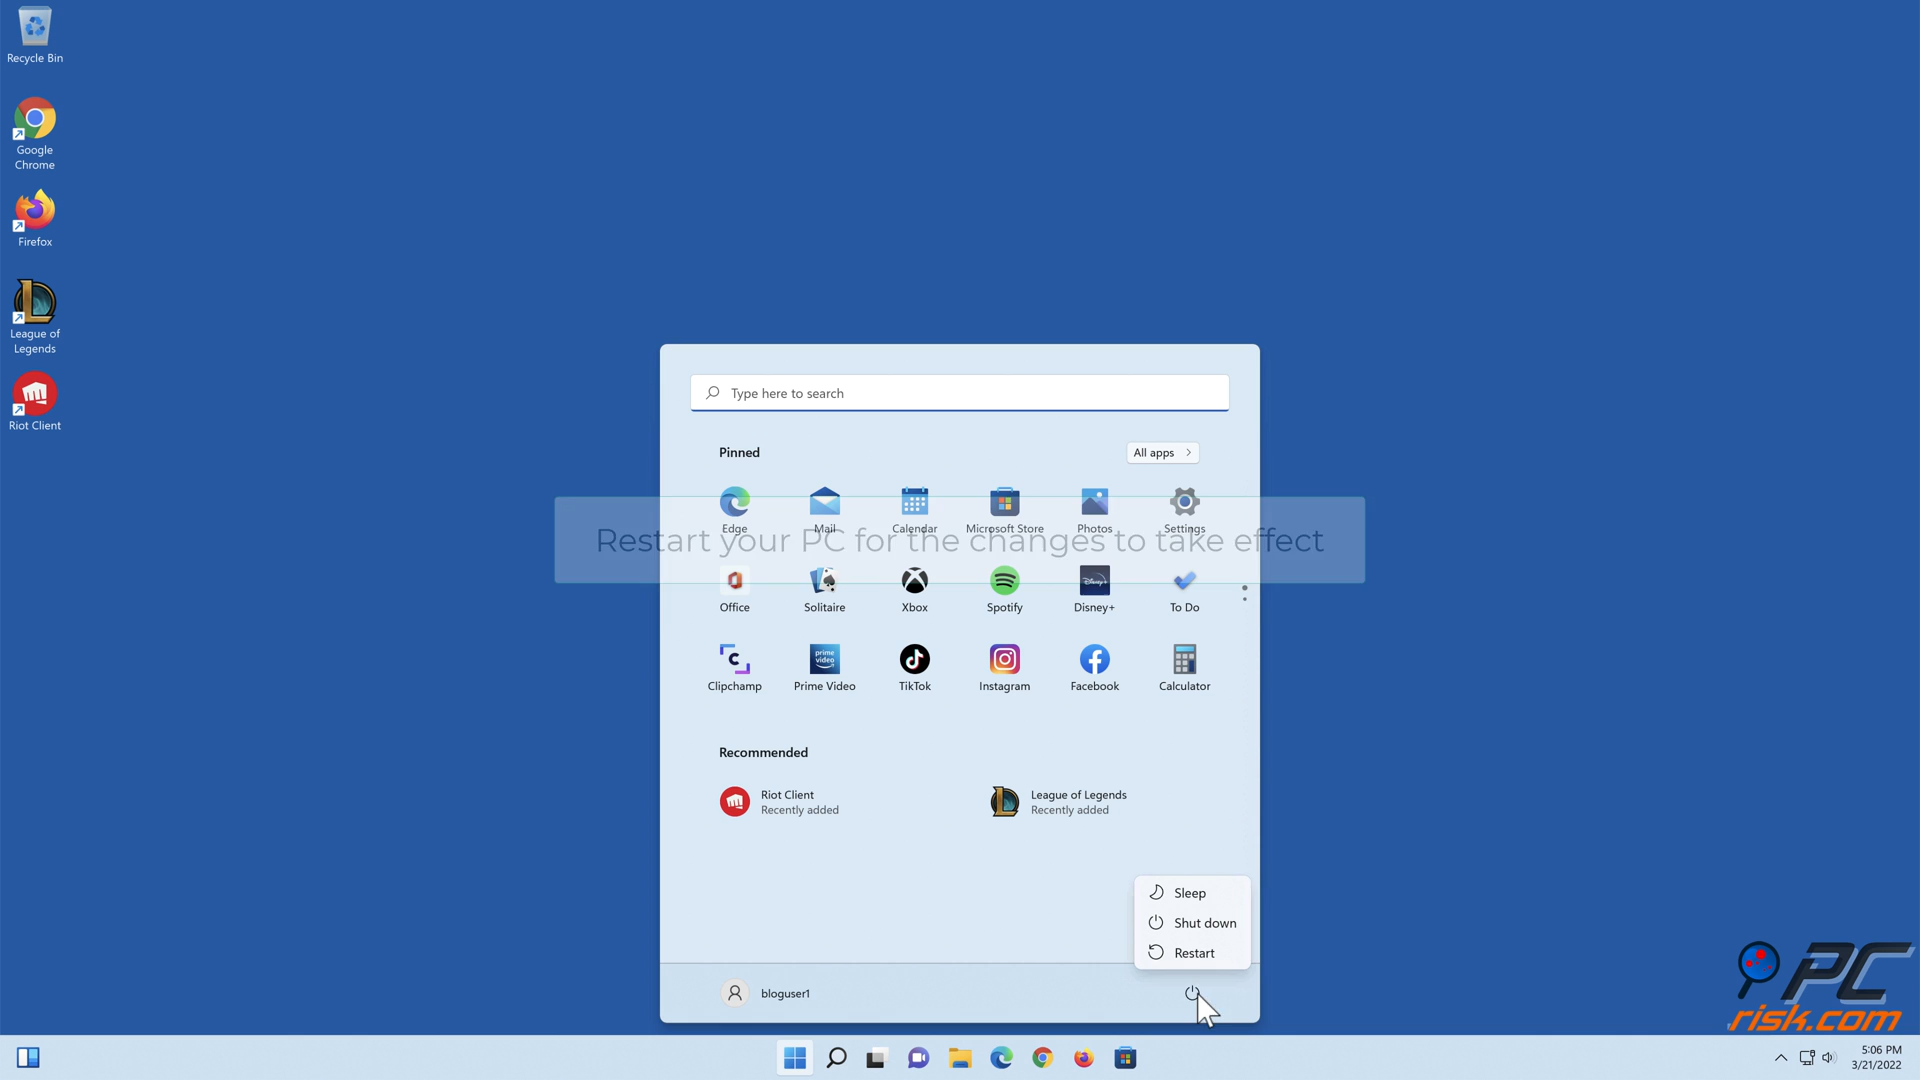 Recycle Bin
Google
Chrome
Firefox
League of
Legends
Riot Client
Type here to search
Pinned
All apps
Edge
Mail
Calendar
Microsoft Store
Photos
Settings
Restart your PC for the changes to take effect
Office
Solitaire
Xbox
Spotify
Disney+
Disney+
To Do
prime
video
Clipchamp
Prime Video
TikTok
Instagram
Facebook
Calculator
Recommended
Riot Client
Recently added
League of Legends
Recently added
Sleep
Shut down
Restart
bloguser1
PC
risk.com
5:06 PM
3/21/2022